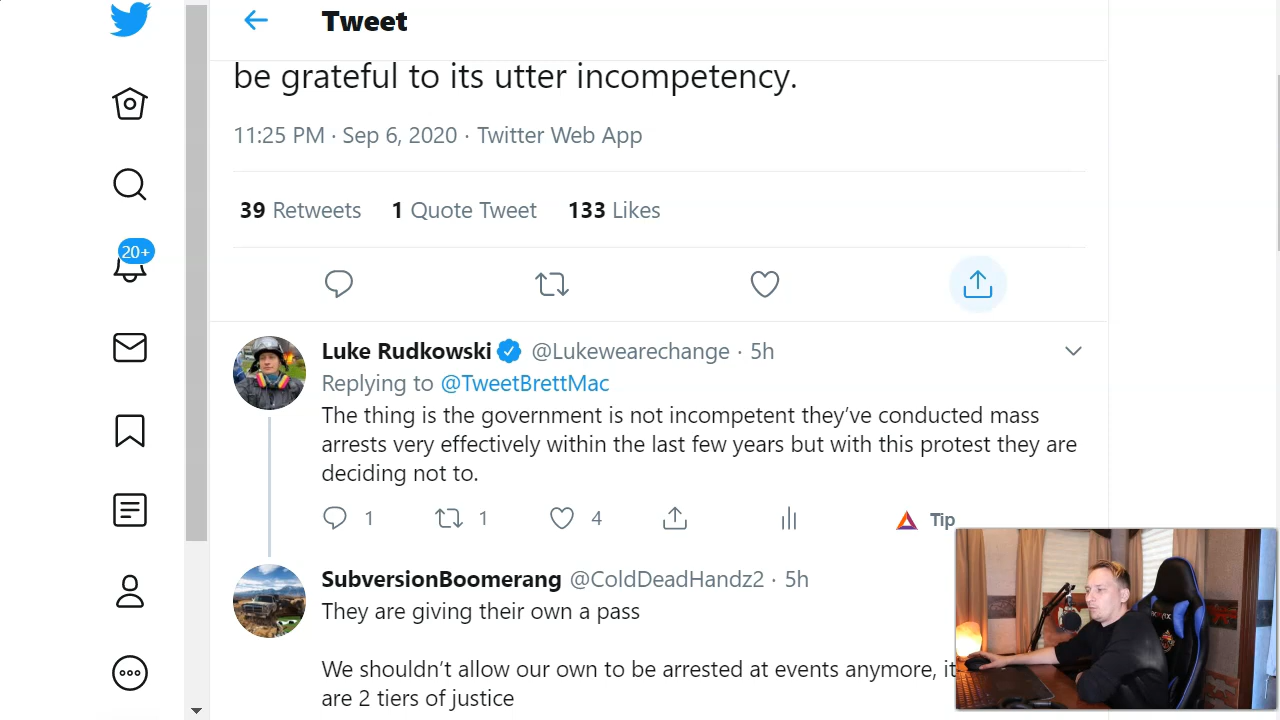 Tweet
be grateful to its utter incompetency.
11:25 PM · Sep 6, 2020 · Twitter Web App
39 Retweets 1 Quote Tweet 133 Likes
20+
Luke Rudkowski @Lukewearechange · 5h
Replying to @TweetBrettMac
The thing is the government is not incompetent they’ve conducted mass
arrests very effectively within the last few years but with this protest they are
deciding not to.
1 1 4 Tip
SubversionBoomerang @ColdDeadHandz2 · 5h
They are giving their own a pass
We shouldn’t allow our own to be arrested at events anymore, it
are 2 tiers of justice